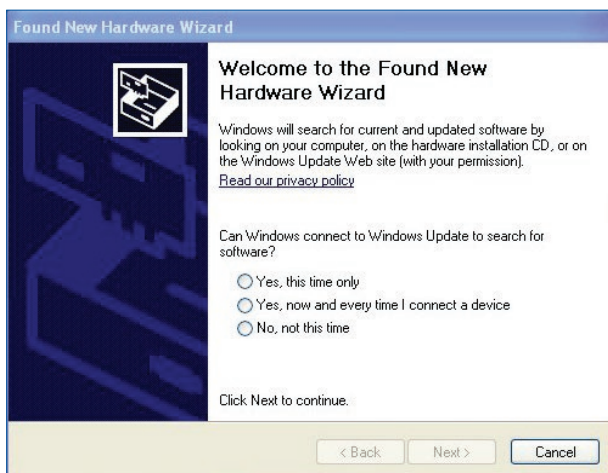 Found New Hardware Wizard
Welcome to the Found New
Hardware Wizard
Windows will search for current and updated software by
looking on your computer, on the hardware installation CD, or on
the Windows Update Web site (with your permission).
Read our privacy policy
Can Windows connect to Windows Update to search for
software?
Yes, this time only
Yes, now and every time I connect a device
No, not this time
Click Next to continue.
< Back
Next >
Cancel